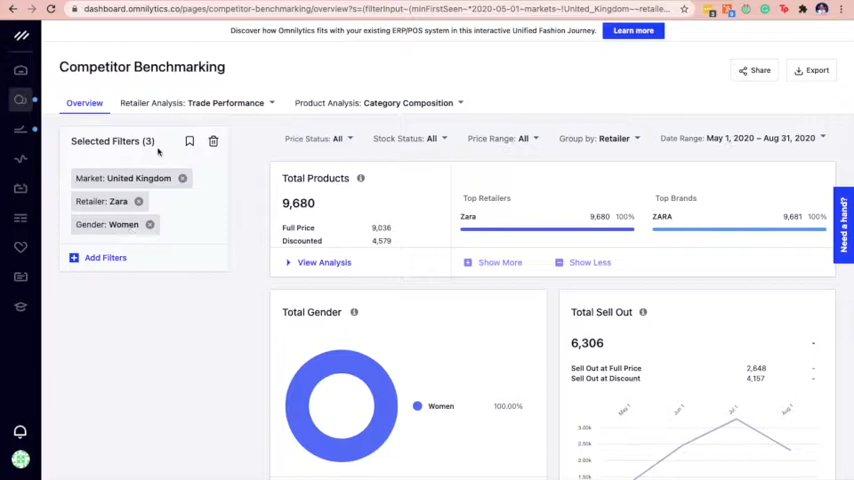 dashboard.omnilytics.co/pages/competitor-benchmarking/overview?s=(filterInput~(minFirstSeen~*2020-05-01~markets~!United_Kingdom~~retaile...
Discover how Omnilytics fits with your existing ERP/POS system in this interactive Unified Fashion Journey.
Learn more
Competitor Benchmarking
Share
Export
Overview
Retailer Analysis: Trade Performance
Product Analysis: Category Composition
Selected Filters (3)
Market: United Kingdom
Retailer: Zara
Gender: Women
Add Filters
Price Status: All
Stock Status: All
Price Range: All
Group by: Retailer
Date Range: May 1, 2020 – Aug 31, 2020
Total Products
9,680
Full Price 9,036
Discounted 4,579
Top Retailers
Zara 9,680 100%
Top Brands
ZARA 9,681 100%
View Analysis
Show More
Show Less
Need a hand?
Total Gender
Women 100.00%
Total Sell Out
6,306 -
Sell Out at Full Price 2,648 -
Sell Out at Discount 4,157 -
May 1 Jun 1 Jul 1 Aug 1
3.00k
2.50k
2.00k
1.50k